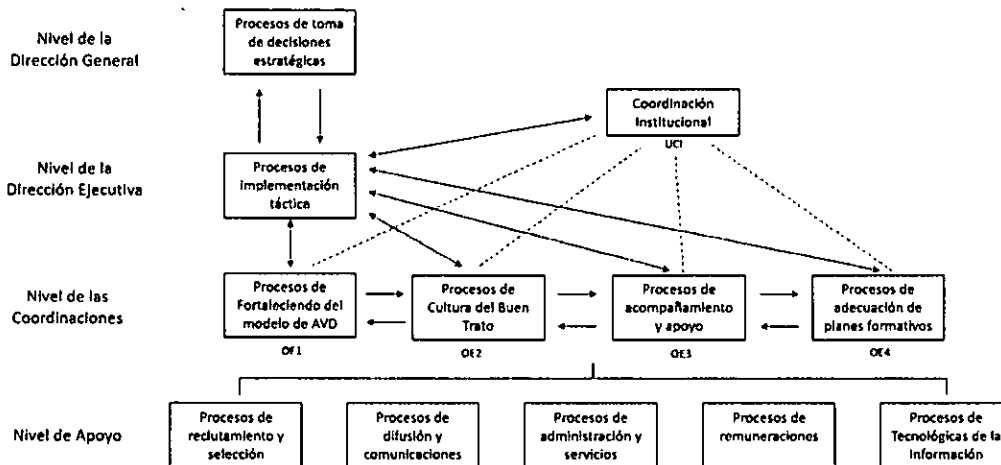 Nivel de la
Dirección General
Procesos de toma
de decisiones
estratégicas
Coordinación
Institucional
UCI
Nivel de la
Dirección Ejecutiva
Procesos de
implementación
táctica
Nivel de las
Coordinaciones
Procesos de
Fortaleciendo del
modelo de AVD
OE1
Procesos de
Cultura del Buen
Trato
OE2
Procesos de
acompañamiento
y apoyo
OE3
Procesos de
adecuación de
planes formativos
OE4
Nivel de Apoyo
Procesos de
reclutamiento y
selección
Procesos de
difusión y
comunicaciones
Procesos de
administración y
servicios
Procesos de
remuneraciones
Procesos de
Tecnológicas de la
Información